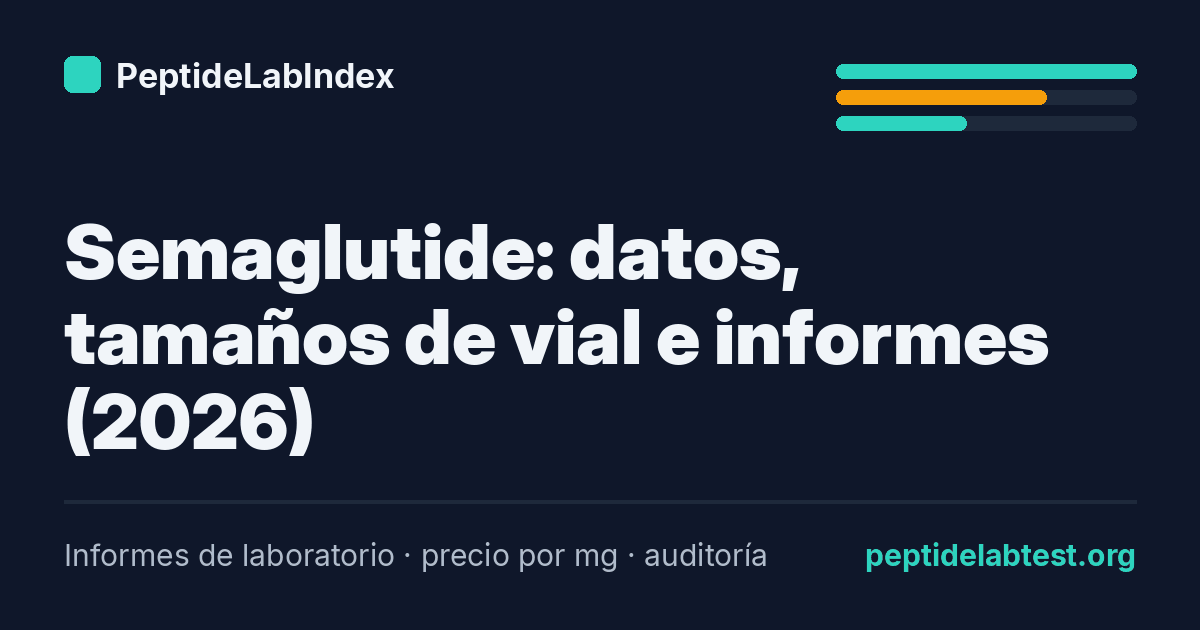 PeptideLabIndex
Semaglutide: datos,
tamaños de vial e informes
(2026)
Informes de laboratorio · precio por mg · auditoría
peptidelabtest.org